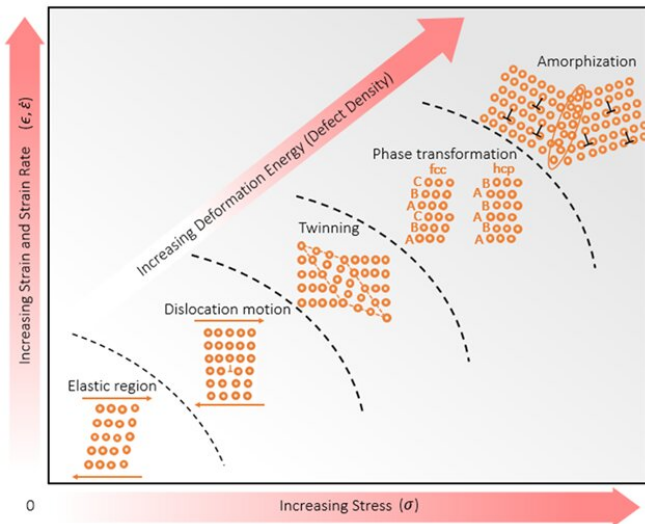 Increasing Strain and Strain Rate (ϵ, ε̇)
Increasing Deformation Energy (Defect Density)
Amorphization
Phase transformation
fcc
C
B
A
C
B
A
hcp
B
A
B
A
B
A
Twinning
Dislocation motion
Elastic region
0
Increasing Stress (σ)